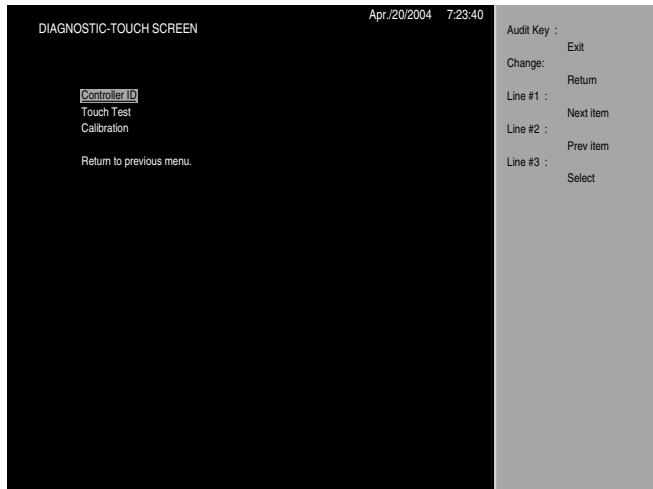 Apr./20/2004 7:23:40
DIAGNOSTIC-TOUCH SCREEN
Controller ID
Touch Test
Calibration
Return to previous menu.
Audit Key :
Exit
Change:
Return
Line #1 :
Next item
Line #2 :
Prev item
Line #3 :
Select